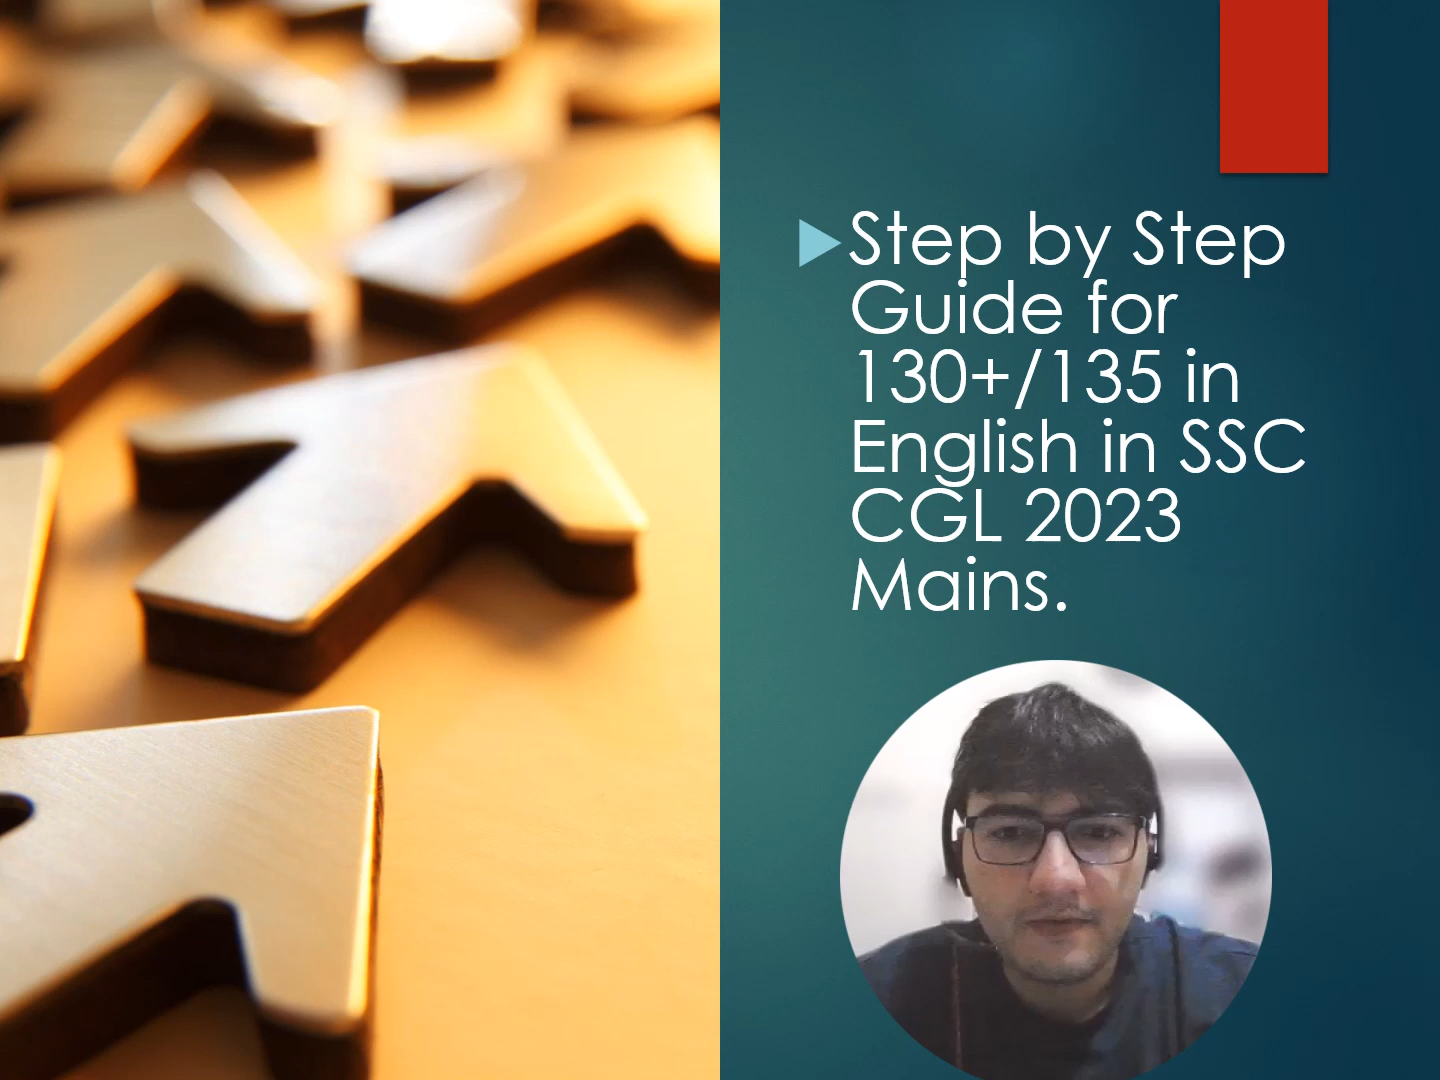 Step by Step
Guide for
130+/135 in
English in SSC
CGL 2023
Mains.